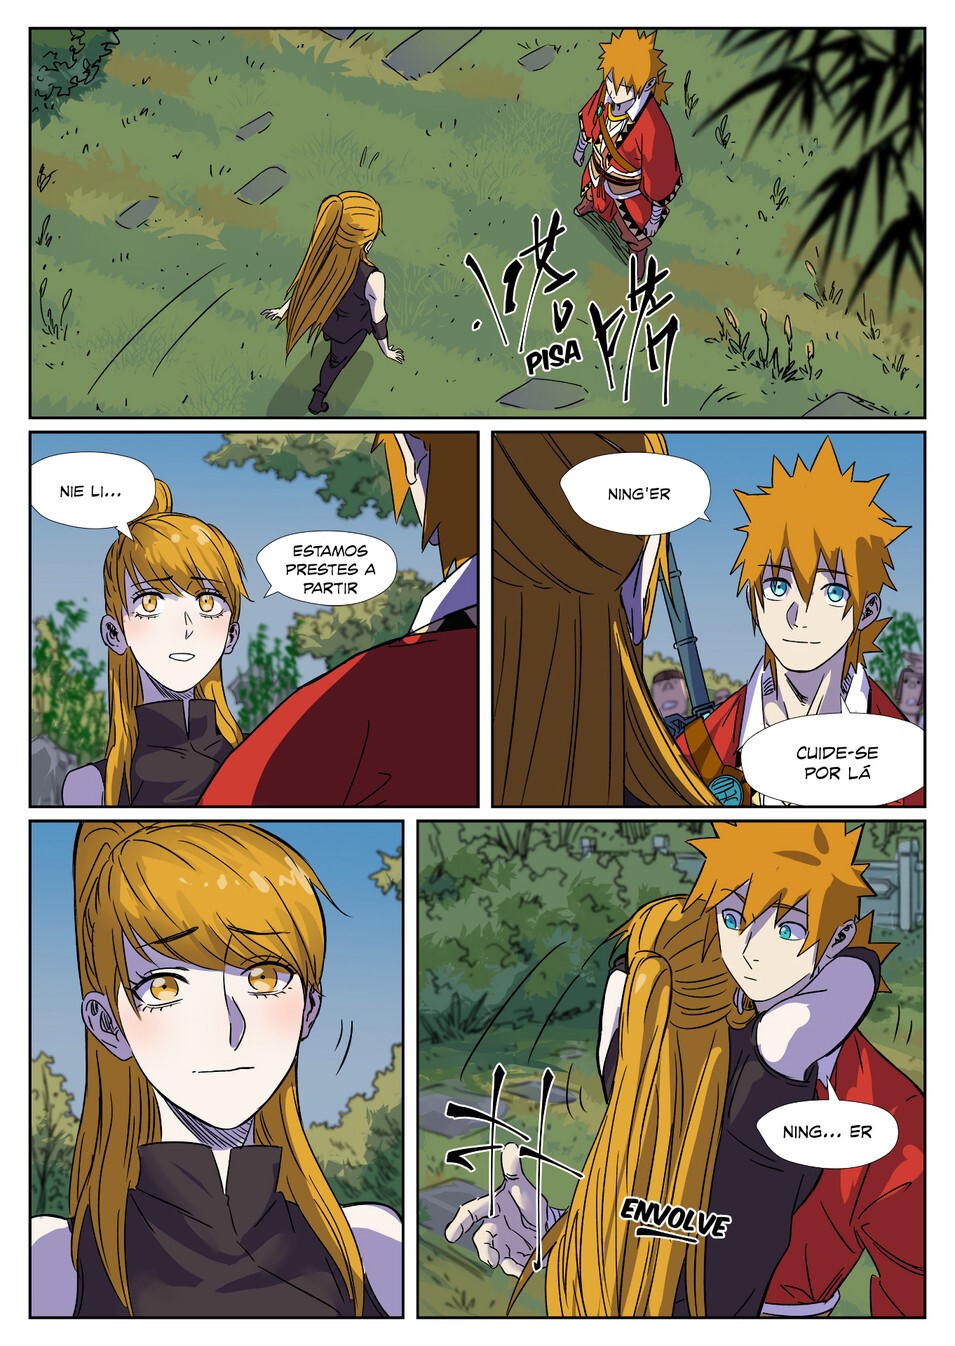 PISA
NIE LI...
ESTAMOS
PRESTES A
PARTIR
NING'ER
CUIDE-SE
POR LÁ
NING... ER
ENVOLVE